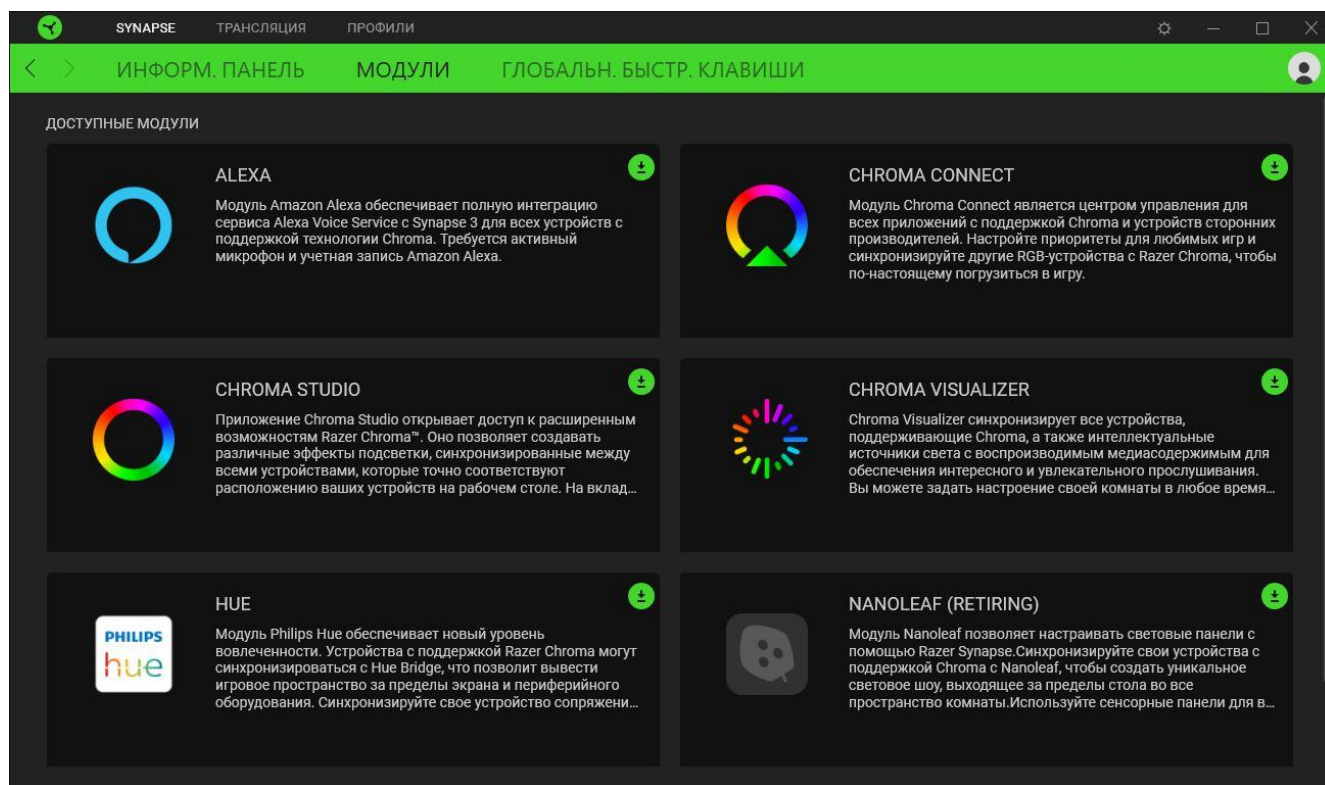 SYNAPSE ТРАНСЛЯЦИЯ ПРОФИЛИ
ИНФОРМ. ПАНЕЛЬ МОДУЛИ ГЛОБАЛЬН. БЫСТР. КЛАВИШИ
ДОСТУПНЫЕ МОДУЛИ
ALEXA
Модуль Amazon Alexa обеспечивает полную интеграцию
сервиса Alexa Voice Service с Synapse 3 для всех устройств с
поддержкой технологии Chroma. Требуется активный
микрофон и учетная запись Amazon Alexa.
CHROMA CONNECT
Модуль Chroma Connect является центром управления для
всех приложений с поддержкой Chroma и устройств сторонних
производителей. Настройте приоритеты для любимых игр и
синхронизируйте другие RGB-устройства с Razer Chroma, чтобы
по-настоящему погрузиться в игру.
CHROMA STUDIO
Приложение Chroma Studio открывает доступ к расширенным
возможностям Razer Chroma™. Оно позволяет создавать
различные эффекты подсветки, синхронизированные между
всеми устройствами, которые точно соответствуют
расположению ваших устройств на рабочем столе. На вклад...
CHROMA VISUALIZER
Chroma Visualizer синхронизирует все устройства,
поддерживающие Chroma, а также интеллектуальные
источники света с воспроизводимым медиасодержимым для
обеспечения интересного и увлекательного прослушивания.
Вы можете задать настроение своей комнаты в любое время...
PHILIPS
hue
HUE
Модуль Philips Hue обеспечивает новый уровень
вовлеченности. Устройства с поддержкой Razer Chroma могут
синхронизироваться с Hue Bridge, что позволит вывести
игровое пространство за пределы экрана и периферийного
оборудования. Синхронизируйте свое устройство сопряжени...
NANOLEAF (RETIRING)
Модуль Nanoleaf позволяет настраивать световые панели с
помощью Razer Synapse.Синхронизируйте свои устройства с
поддержкой Chroma с Nanoleaf, чтобы создать уникальное
световое шоу, выходящее за пределы стола во все
пространство комнаты.Используйте сенсорные панели для в...